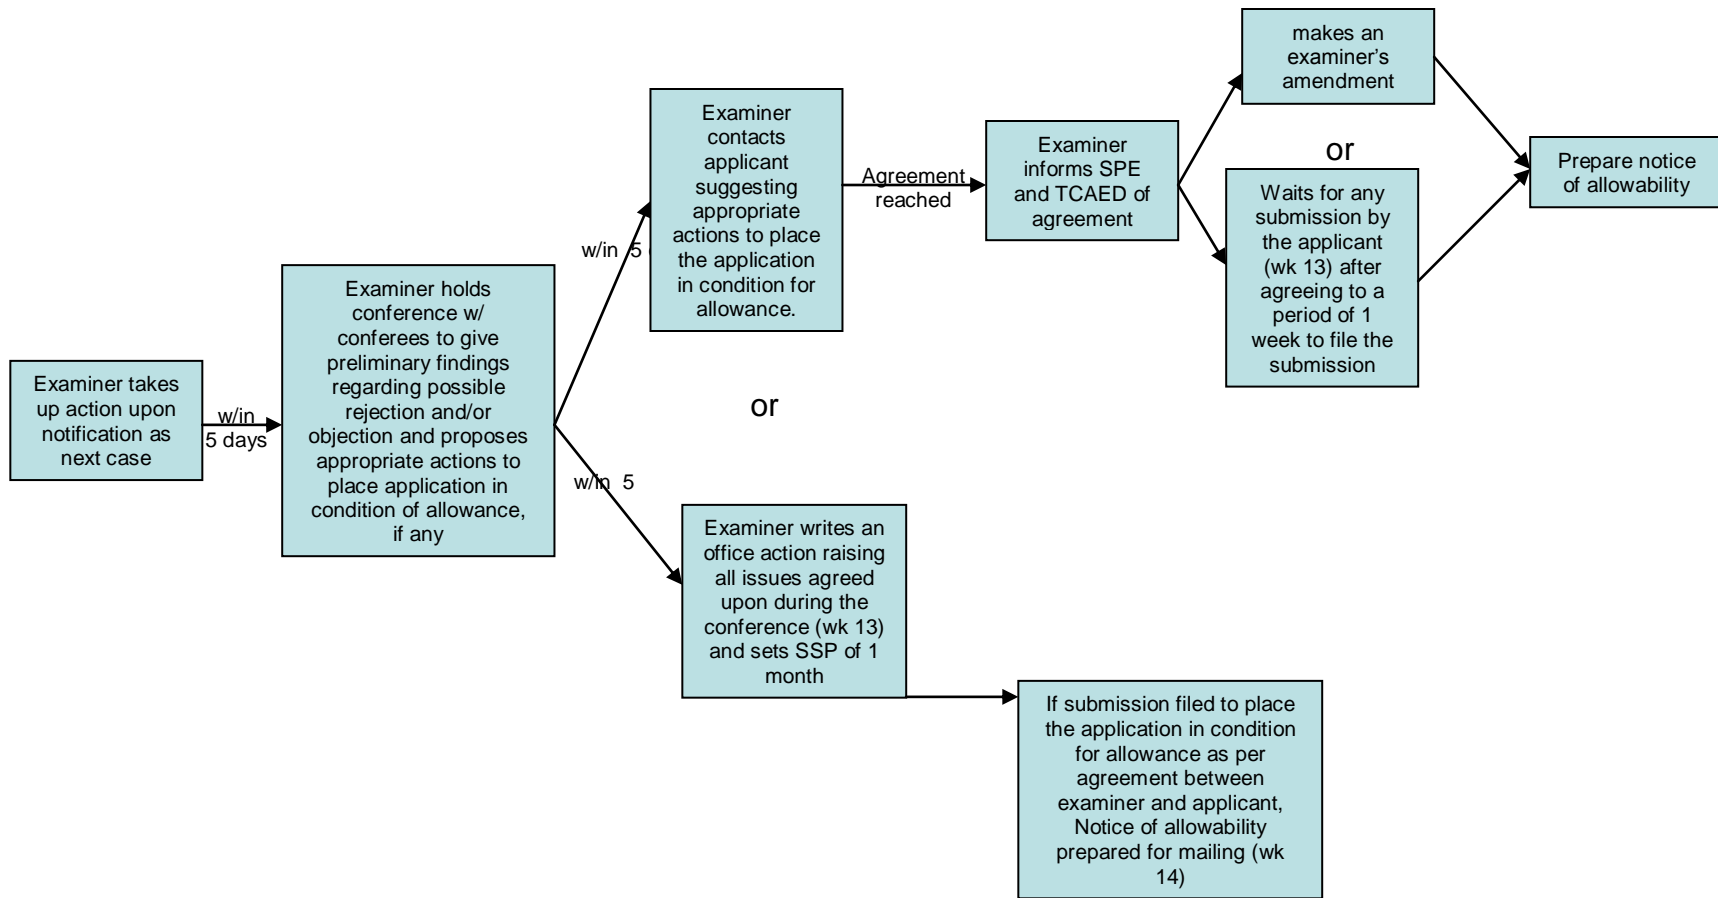 Examiner takes
up action upon
notification as
next case
w/in
5 days
Examiner holds
conference w/
conferees to give
preliminary findings
regarding possible
rejection and/or
objection and proposes
appropriate actions to
place application in
condition of allowance,
if any
w/in 5
Examiner
contacts
applicant
suggesting
appropriate
actions to place
the application
in condition for
allowance.
Agreement
reached
Examiner
informs SPE
and TCAED of
agreement
makes an
examiner's
amendment
or
Waits for any
submission by
the applicant
(wk 13) after
agreeing to a
period of 1
week to file the
submission
Prepare notice
of allowability
or
w/in 5
Examiner writes an
office action raising
all issues agreed
upon during the
conference (wk 13)
and sets SSP of 1
month
If submission filed to place
the application in condition
for allowance as per
agreement between
examiner and applicant,
Notice of allowability
prepared for mailing (wk
14)